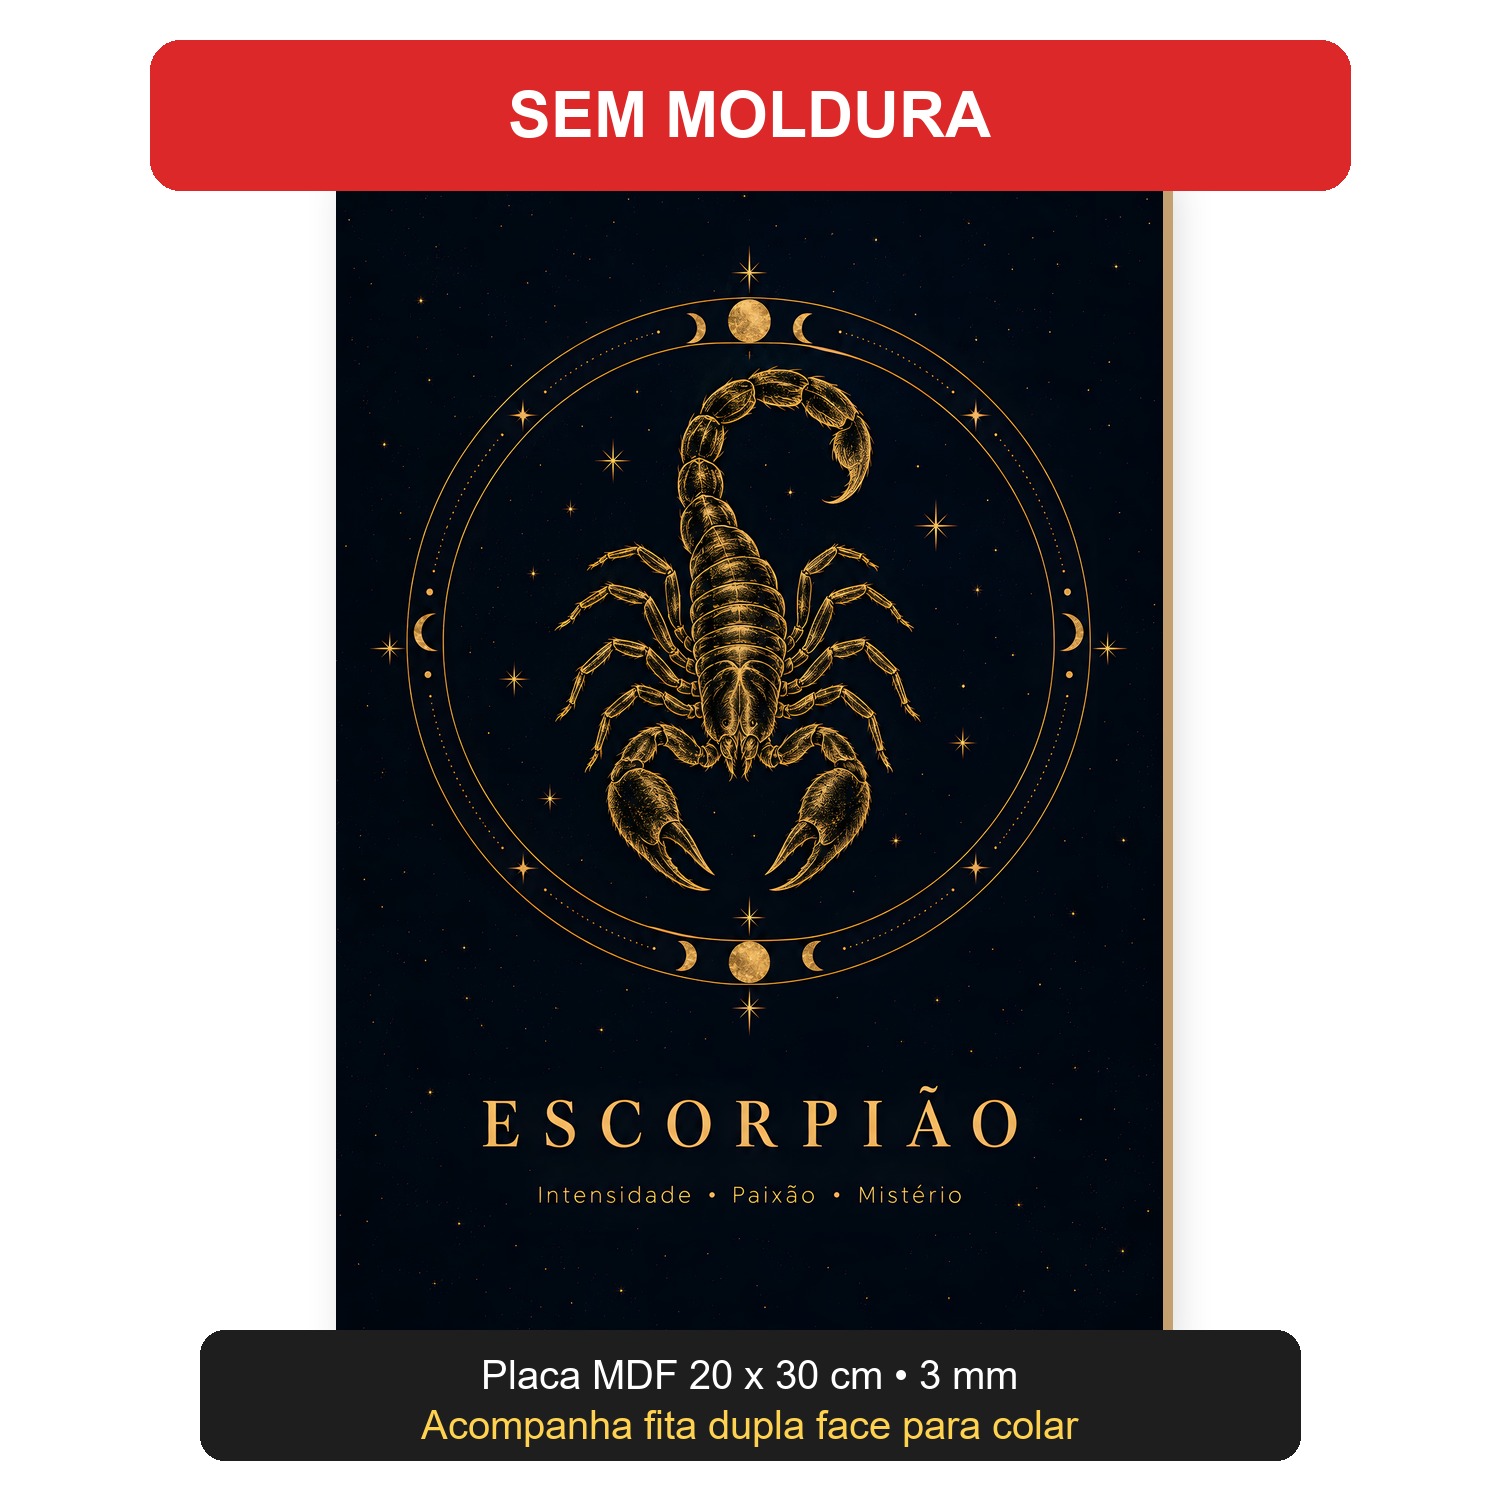 SEM MOLDURA
ESCORPIÃO
Intensidade • Paixão • Mistério
Placa MDF 20 x 30 cm • 3 mm
Acompanha fita dupla face para colar